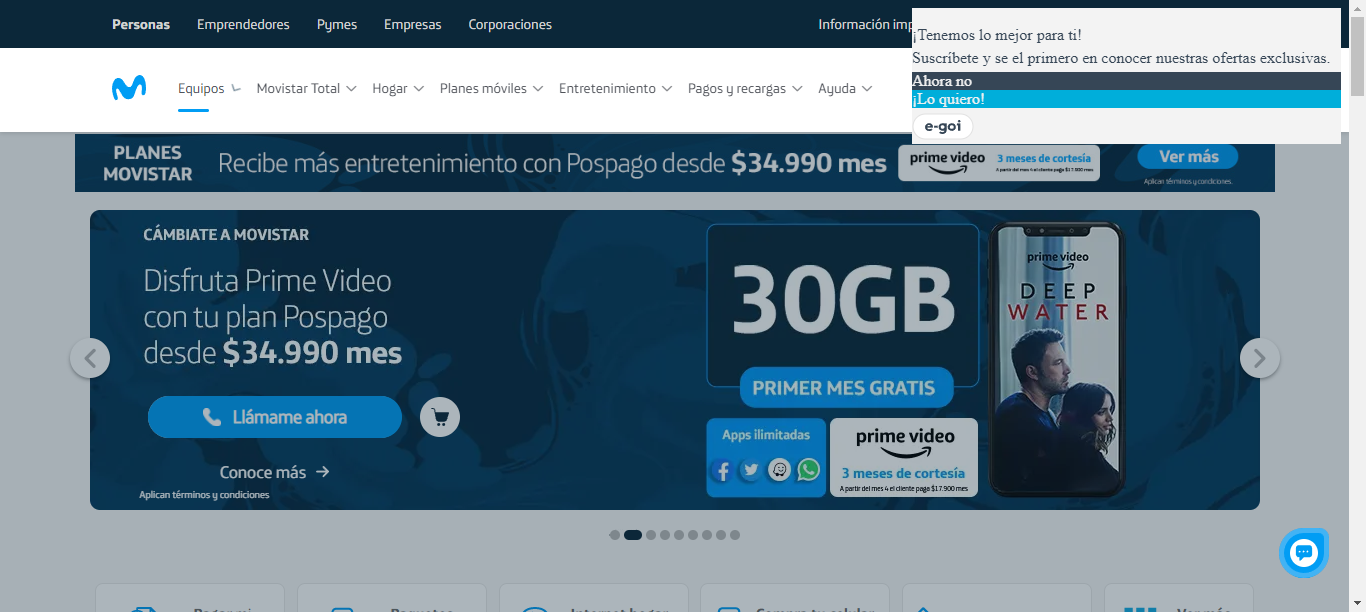 Personas Emprendedores Pymes Empresas Corporaciones Información
¡Tenemos lo mejor para ti!
Suscríbete y se el primero en conocer nuestras ofertas exclusivas.
Ahora no
¡Lo quiero!
e-goi
Equipos Movistar Total Hogar Planes móviles Entretenimiento Pagos y recargas Ayuda
PLANES
MOVISTAR
Recibe más entretenimiento con Pospago desde $34.990 mes
prime video
3 meses de cortesía
A partir del mes 4 el cliente paga $17.900 mes
Ver más
Aplican términos y condiciones.
CÁMBIATE A MOVISTAR
Disfruta Prime Video
con tu plan Pospago
desde $34.990 mes
Llámame ahora
Conoce más →
Aplican términos y condiciones
30GB
PRIMER MES GRATIS
Apps ilimitadas
prime video
3 meses de cortesía
A partir del mes 4 el cliente paga $17.900 mes
prime video
DEEP
WATER